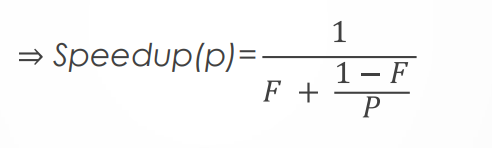 ⇒ Speedup(p)=
1
F + 
1 − F
P